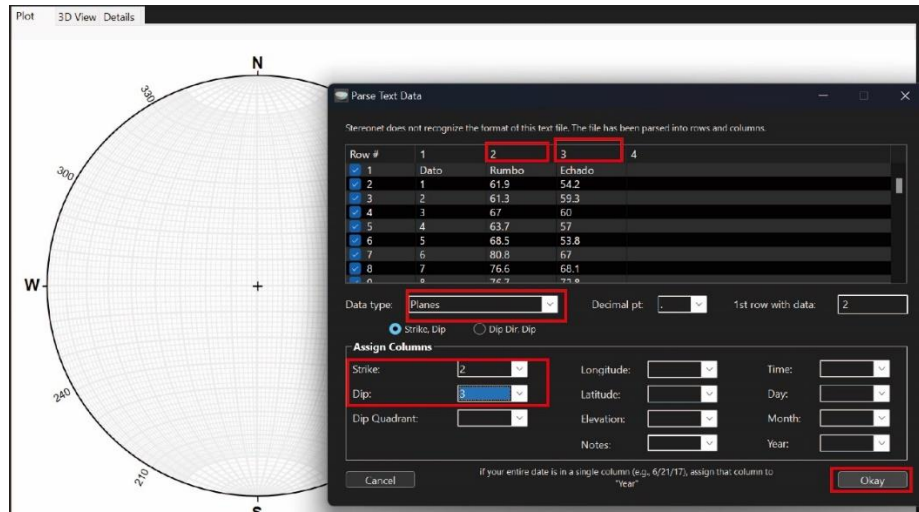 Plot 3D View Details
N
330
300
W
240
210
S
Parse Text Data
Stereonet does not recognize the format of this text file. The file has been parsed into rows and columns.
Row # 1 2 3 4
1 Dato Rumbo Echado
2 1 61.9 54.2
3 2 61.3 59.3
4 3 67 60
5 4 63.7 57
6 5 68.5 53.8
7 6 80.8 67
8 7 76.6 68.1
9 8 76.7 72.8
Data type: Planes Decimal pt: . 1st row with data: 2
Strike, Dip Dip Dir. Dip
Assign Columns
Strike: 2 Longitude: Time:
Dip: 3 Latitude: Day:
Dip Quadrant: Elevation: Month:
Notes: Year:
Cancel if your entire date is in a single column (e.g., 6/21/17), assign that column to "Year" Okay